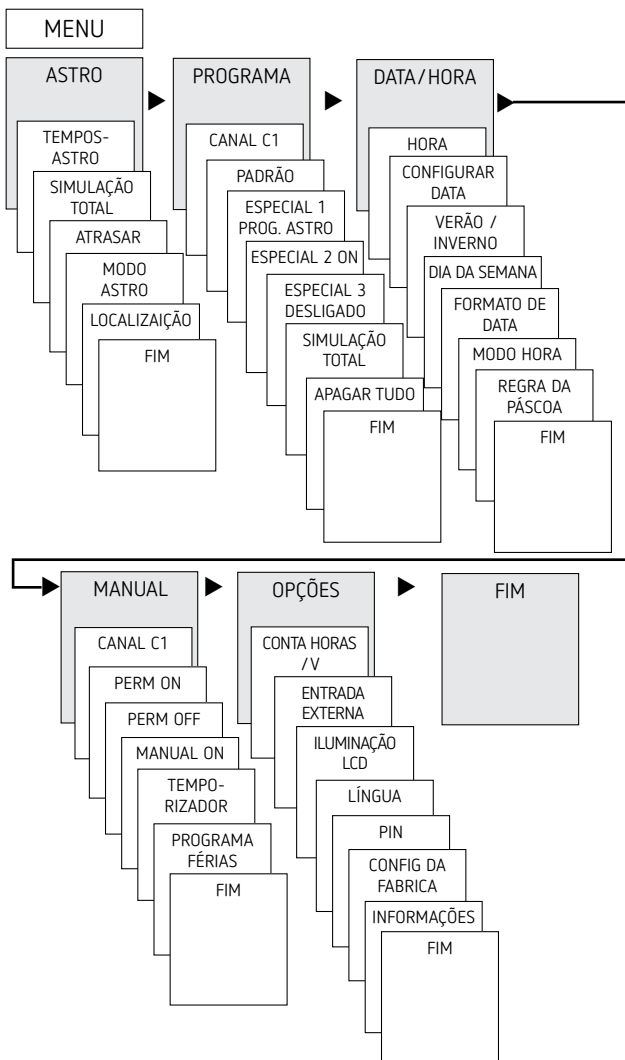 MENU
ASTRO
TEMPOS-
ASTRO
SIMULAÇÃO
TOTAL
ATRASAR
MODO
ASTRO
LOCALIZAIÇÃO
FIM
PROGRAMA
CANAL C1
PADRÃO
ESPECIAL 1
PROG. ASTRO
ESPECIAL 2 ON
ESPECIAL 3
DESLIGADO
SIMULAÇÃO
TOTAL
APAGAR TUDO
FIM
DATA/HORA
HORA
CONFIGURAR
DATA
VERÃO /
INVERNO
DIA DA SEMANA
FORMATO DE
DATA
MODO HORA
REGRA DA
PÁSCOA
FIM
MANUAL
CANAL C1
PERM ON
PERM OFF
MANUAL ON
TEMPO-
RIZADOR
PROGRAMA
FÉRIAS
FIM
OPÇÕES
CONTA HORAS
/ V
ENTRADA
EXTERNA
ILUMINAÇÃO
LCD
LÍNGUA
PIN
CONFIG DA
FABRICA
INFORMAÇÕES
FIM
FIM